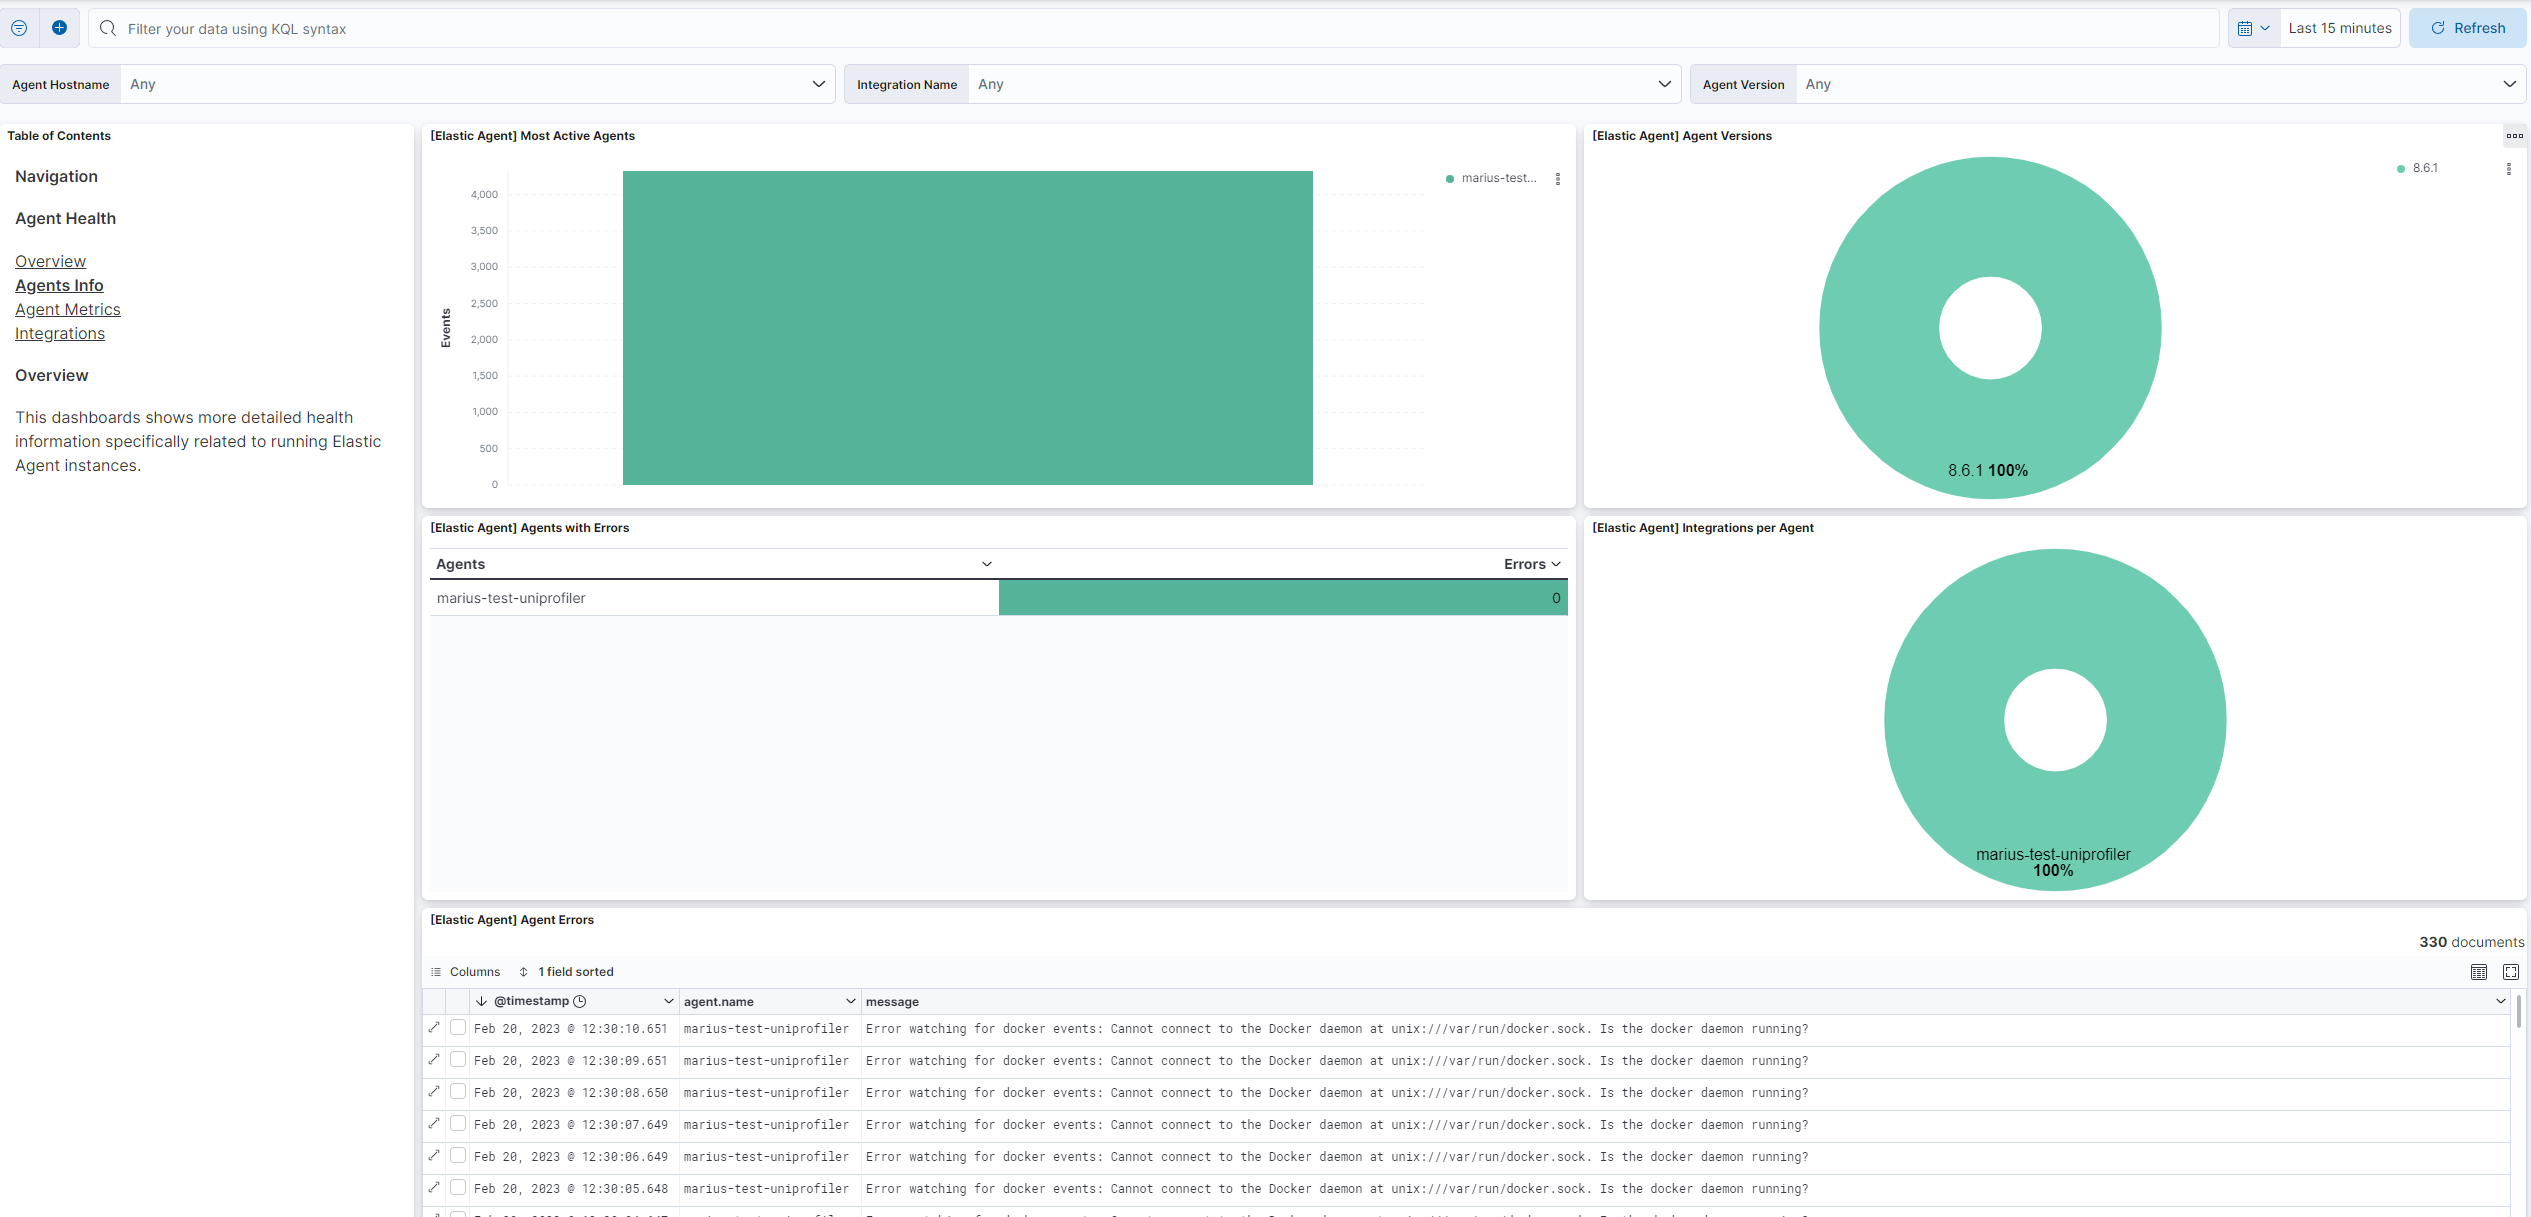 Filter your data using KQL syntax
Last 15 minutes
Refresh
Agent Hostname Any
Integration Name Any
Agent Version Any
Table of Contents
Navigation
Agent Health
Overview
Agents Info
Agent Metrics
Integrations
Overview
This dashboards shows more detailed health
information specifically related to running Elastic
Agent instances.
[Elastic Agent] Most Active Agents
Events
4,000
3,500
3,000
2,500
2,000
1,500
1,000
500
0
marius-test...
[Elastic Agent] Agent Versions
8.6.1
8.6.1 100%
[Elastic Agent] Agents with Errors
Agents Errors
marius-test-uniprofiler 0
[Elastic Agent] Integrations per Agent
marius-test-uniprofiler
100%
[Elastic Agent] Agent Errors
330 documents
Columns 1 field sorted
@timestamp agent.name message
Feb 20, 2023 @ 12:30:10.651 marius-test-uniprofiler Error watching for docker events: Cannot connect to the Docker daemon at unix:///var/run/docker.sock. Is the docker daemon running?
Feb 20, 2023 @ 12:30:09.651 marius-test-uniprofiler Error watching for docker events: Cannot connect to the Docker daemon at unix:///var/run/docker.sock. Is the docker daemon running?
Feb 20, 2023 @ 12:30:08.650 marius-test-uniprofiler Error watching for docker events: Cannot connect to the Docker daemon at unix:///var/run/docker.sock. Is the docker daemon running?
Feb 20, 2023 @ 12:30:07.649 marius-test-uniprofiler Error watching for docker events: Cannot connect to the Docker daemon at unix:///var/run/docker.sock. Is the docker daemon running?
Feb 20, 2023 @ 12:30:06.649 marius-test-uniprofiler Error watching for docker events: Cannot connect to the Docker daemon at unix:///var/run/docker.sock. Is the docker daemon running?
Feb 20, 2023 @ 12:30:05.648 marius-test-uniprofiler Error watching for docker events: Cannot connect to the Docker daemon at unix:///var/run/docker.sock. Is the docker daemon running?